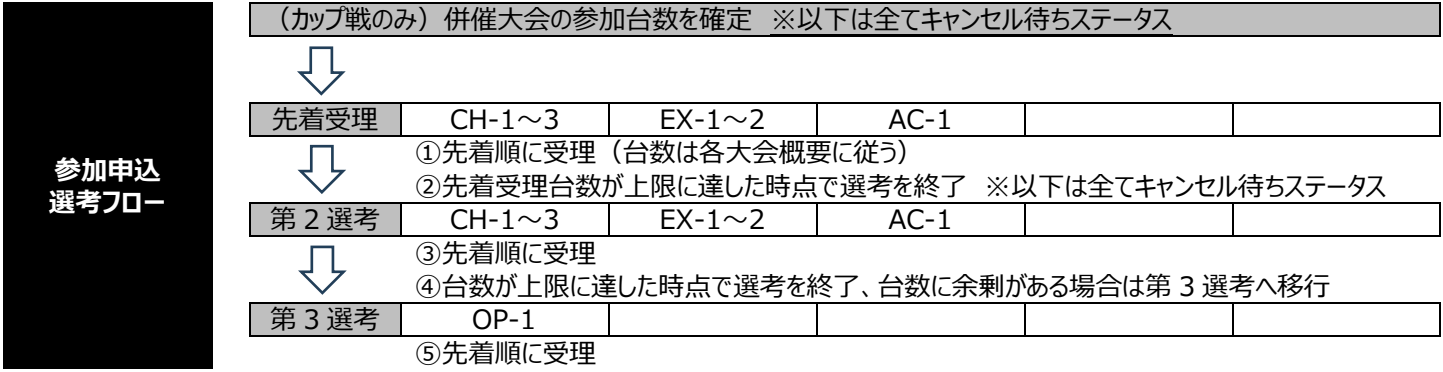 参加申込
選考フロー
（カップ戦のみ）併催大会の参加台数を確定　※以下は全てキャンセル待ちステータス
先着受理 CH-1～3 EX-1～2 AC-1
①先着順に受理（台数は各大会概要に従う）
②先着受理台数が上限に達した時点で選考を終了　※以下は全てキャンセル待ちステータス
第２選考 CH-1～3 EX-1～2 AC-1
③先着順に受理
④台数が上限に達した時点で選考を終了、台数に余剰がある場合は第３選考へ移行
第３選考 OP-1
⑤先着順に受理